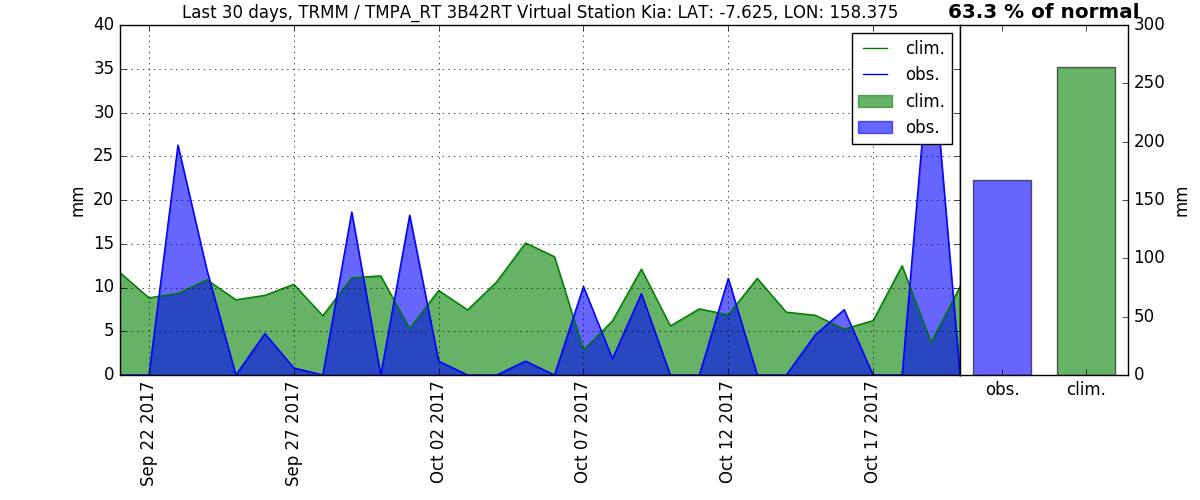 Last 30 days, TRMM / TMPA_RT 3B42RT Virtual Station Kia: LAT: -7.625, LON: 158.375
63.3 % of normal
40
35
30
25
20
15
10
5
0
mm
clim.
obs.
clim.
obs.
Sep 22 2017
Sep 27 2017
Oct 02 2017
Oct 07 2017
Oct 12 2017
Oct 17 2017
300
250
200
150
100
50
0
mm
obs.
clim.